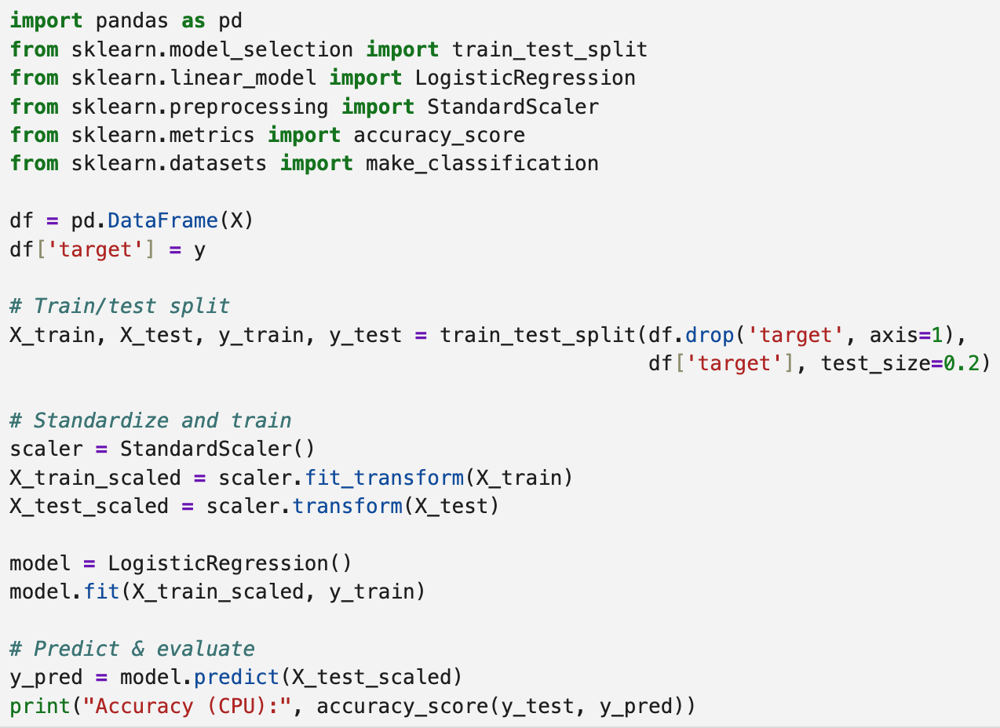 import pandas as pd
from sklearn.model_selection import train_test_split
from sklearn.linear_model import LogisticRegression
from sklearn.preprocessing import StandardScaler
from sklearn.metrics import accuracy_score
from sklearn.datasets import make_classification

df = pd.DataFrame(X)
df['target'] = y

# Train/test split
X_train, X_test, y_train, y_test = train_test_split(df.drop('target', axis=1),
                                                    df['target'], test_size=0.2)

# Standardize and train
scaler = StandardScaler()
X_train_scaled = scaler.fit_transform(X_train)
X_test_scaled = scaler.transform(X_test)

model = LogisticRegression()
model.fit(X_train_scaled, y_train)

# Predict & evaluate
y_pred = model.predict(X_test_scaled)
print("Accuracy (CPU):", accuracy_score(y_test, y_pred))